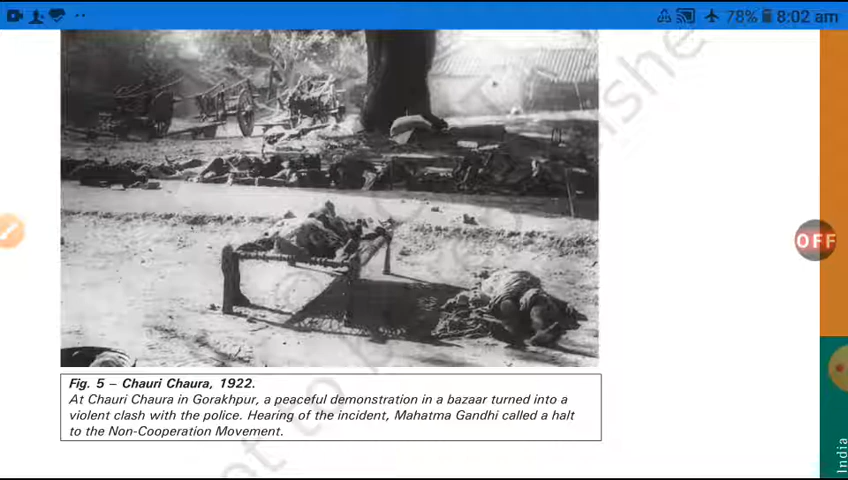 78% 8:02 am
OFF
Fig. 5 – Chauri Chaura, 1922.
At Chauri Chaura in Gorakhpur, a peaceful demonstration in a bazaar turned into a
violent clash with the police. Hearing of the incident, Mahatma Gandhi called a halt
to the Non-Cooperation Movement.
India